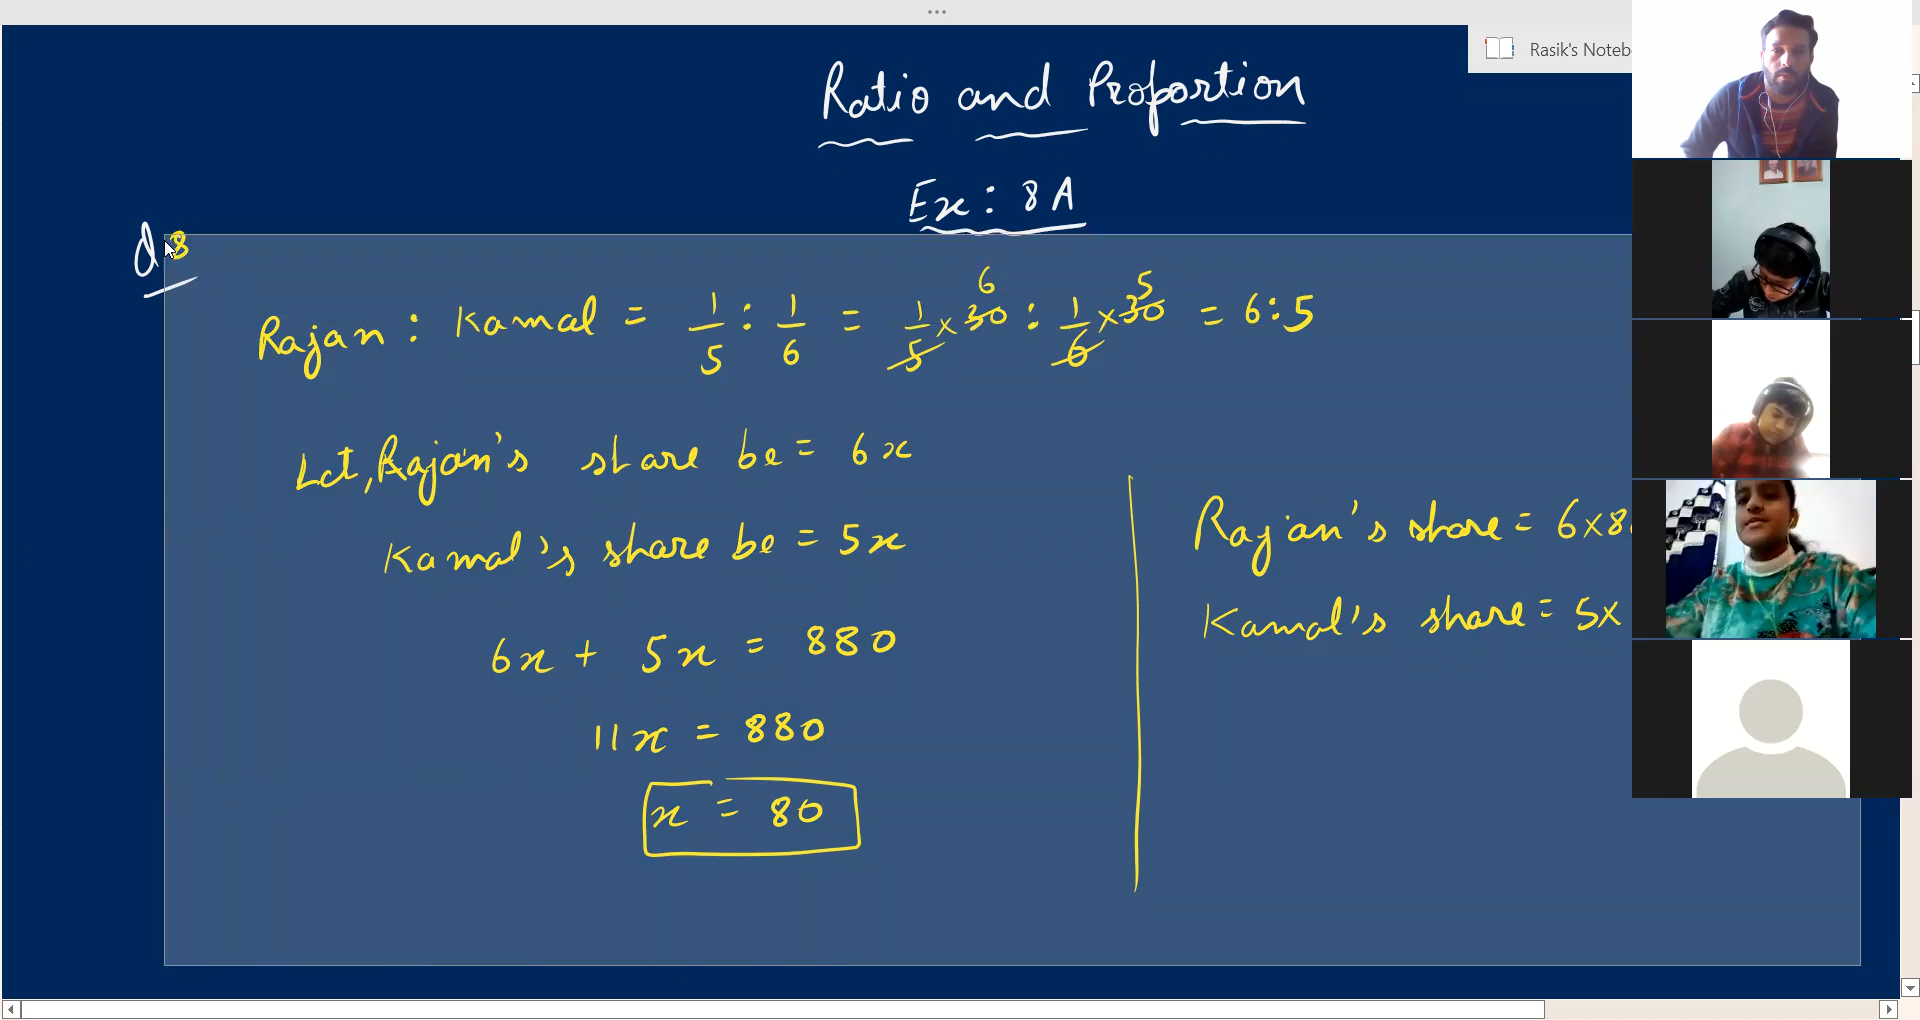 Rasik's Noteb
Ratio and Proportion
Ex: 8A
8
Rajan : Kamal = 1/5 : 1/6 = 1/5 × 30 6 : 1/6 × 30 5 = 6:5
Let, Rajan's share be = 6x
Kamal's share be = 5x
6x + 5x = 880
11x = 880
x = 80
Rajan's share = 6×8
Kamal's share = 5×